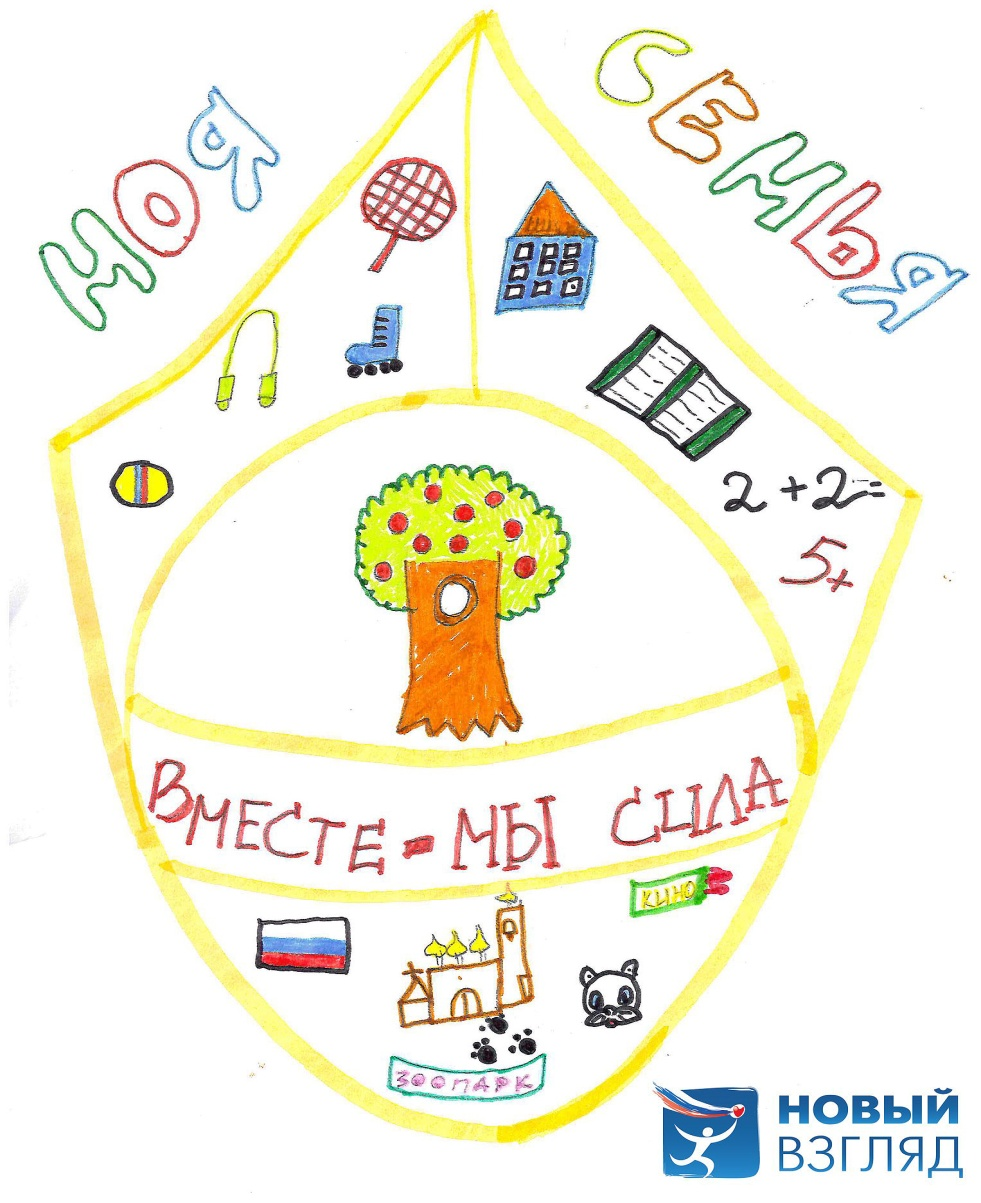 МОЯ СЕМЬЯ
2+2=
5+
ВМЕСТЕ - МЫ СИЛА
КИНО
ЗООПАРК
НОВЫЙ
ВЗГЛЯД